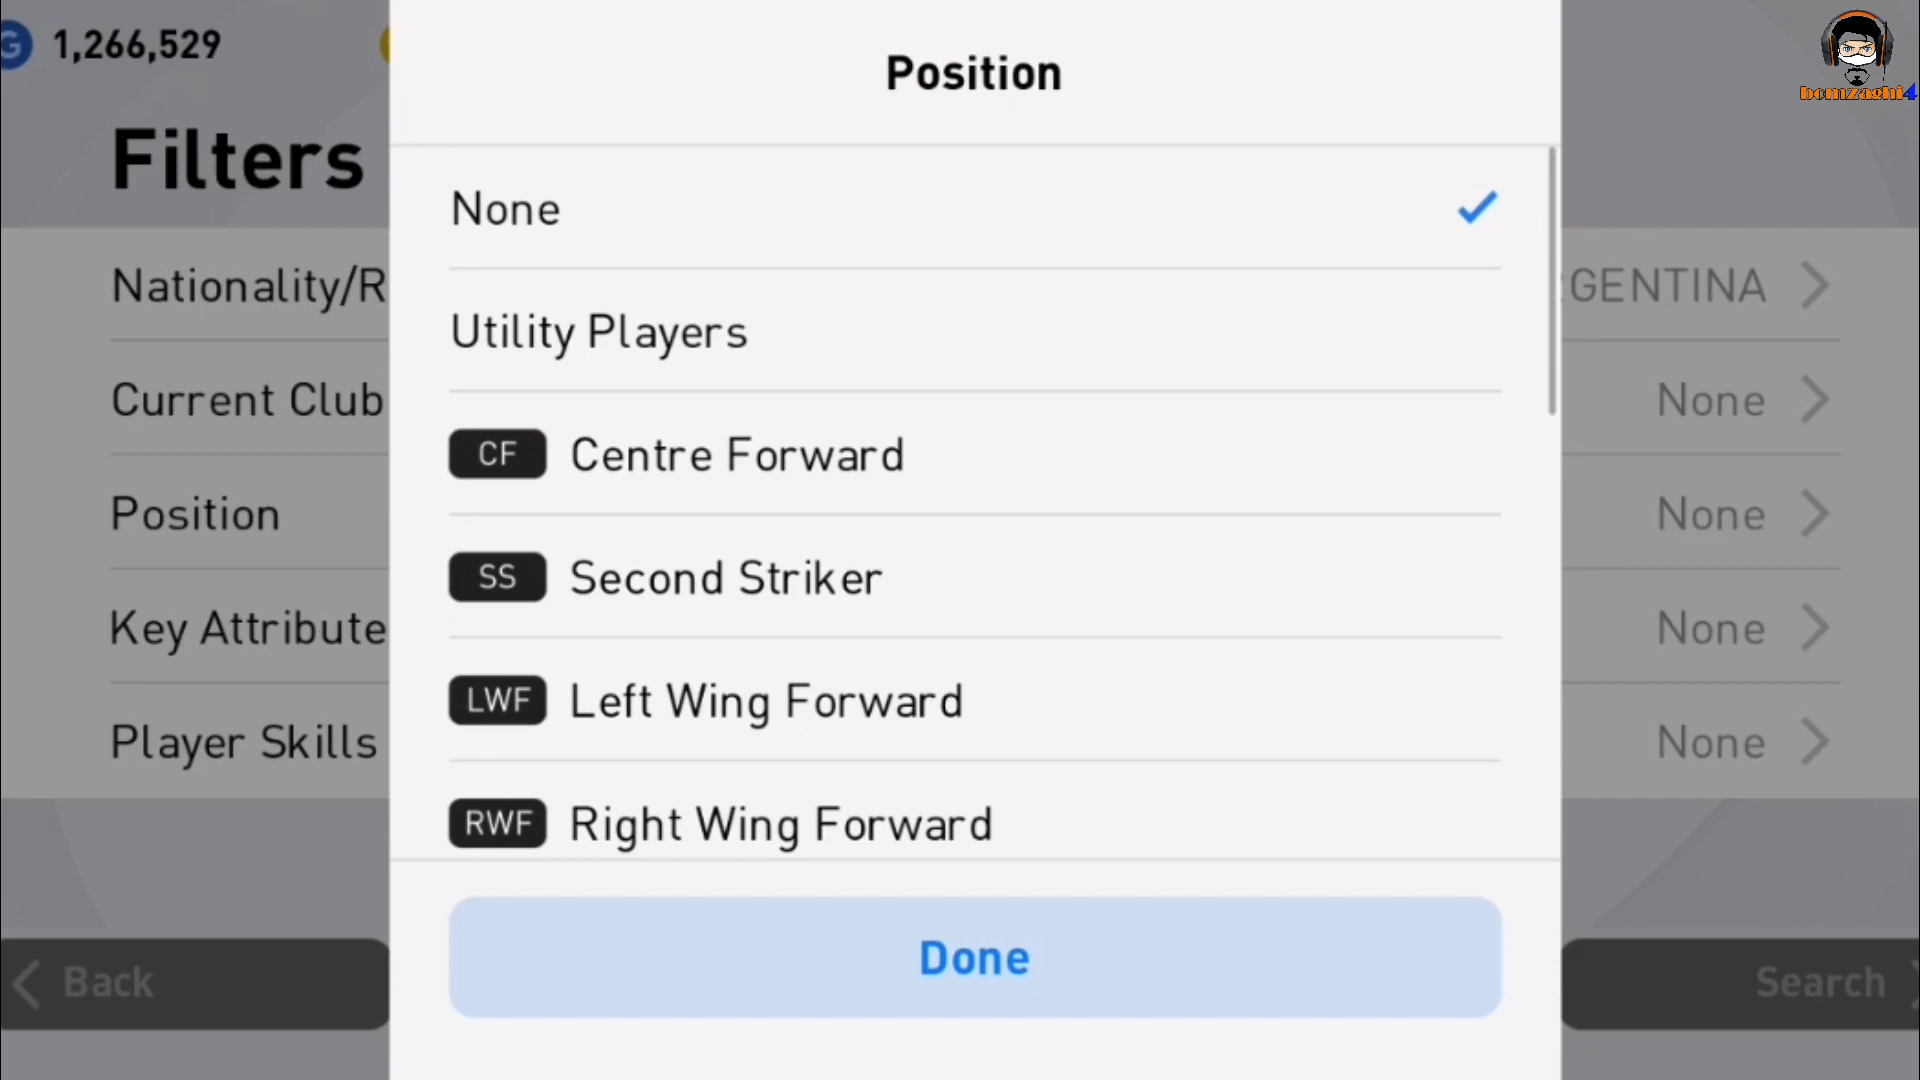 1,266,529
Filters
Nationality/R
GENTINA
Current Club
None
Position
None
Key Attribute
None
Player Skills
None
Back
Search
Position
None
Utility Players
CF Centre Forward
SS Second Striker
LWF Left Wing Forward
RWF Right Wing Forward
Done
bomzaghi4